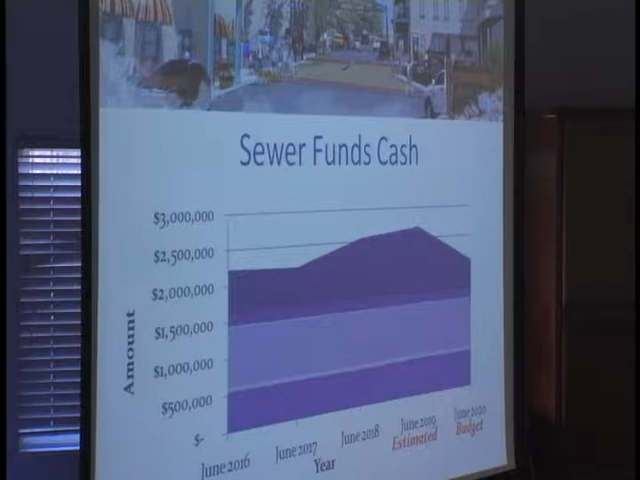 Sewer Funds Cash
$3,000,000
$2,500,000
$2,000,000
$1,500,000
$1,000,000
$500,000
$-
Amount
June 2016
June 2017
June 2018
June 2019
Estimated
June 2020
Budget
Year